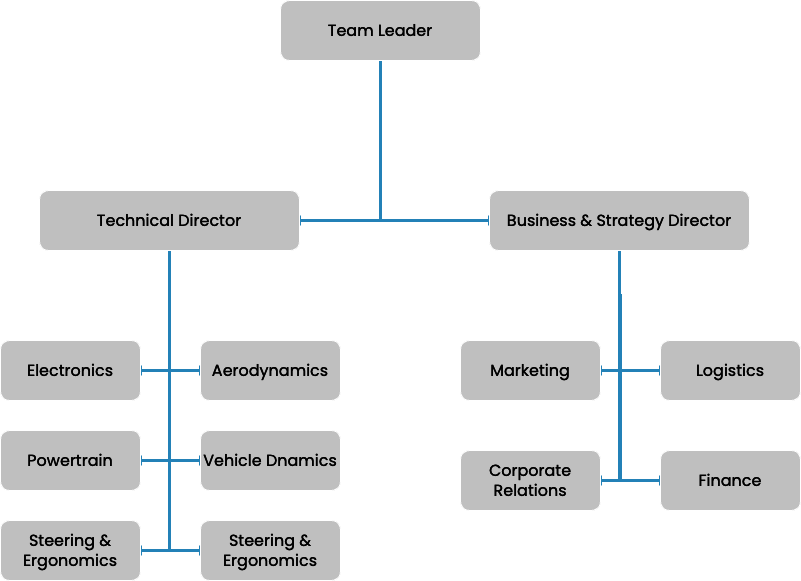 Team Leader
Technical Director
Business & Strategy Director
Electronics
Aerodynamics
Marketing
Logistics
Powertrain
Vehicle Dnamics
Corporate
Relations
Finance
Steering &
Ergonomics
Steering &
Ergonomics